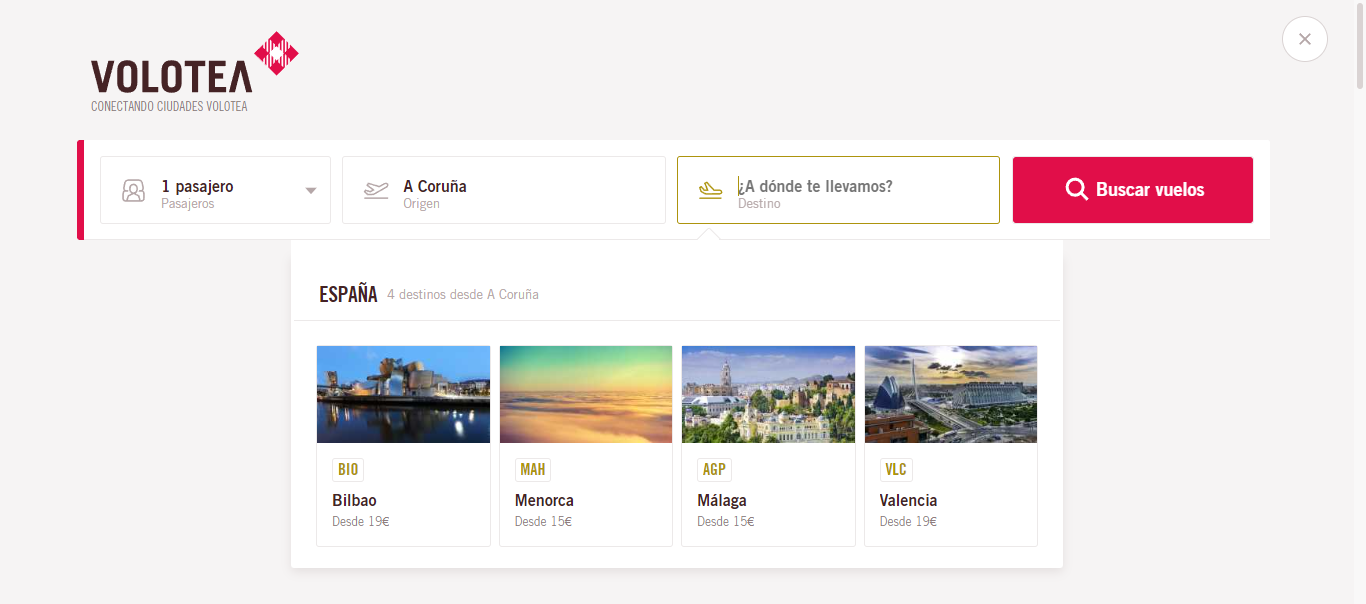 VOLOTEA
CONECTANDO CIUDADES VOLOTEA
1 pasajero
Pasajeros
A Coruña
Origen
¿A dónde te llevamos?
Destino
Buscar vuelos
ESPAÑA 4 destinos desde A Coruña
BIO
Bilbao
Desde 19€
MAH
Menorca
Desde 15€
AGP
Málaga
Desde 15€
VLC
Valencia
Desde 19€